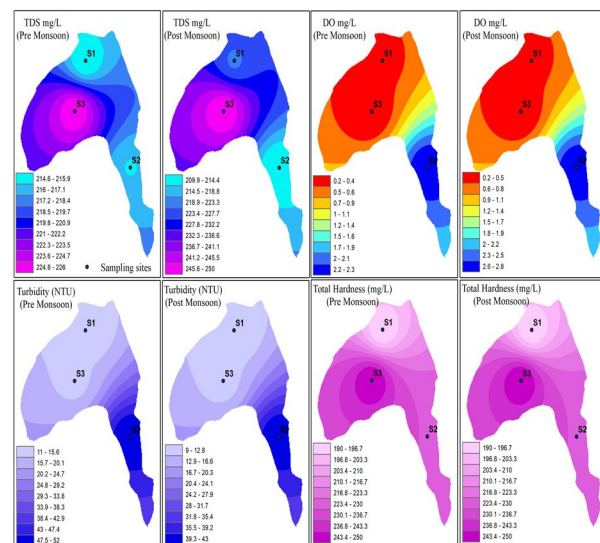 TDS mg/L
(Pre Monsoon)
S1
S3
S2
214.6 - 215.9
216 - 217.1
217.2 - 218.4
218.5 - 219.7
219.8 - 220.9
221 - 222.2
222.3 - 223.5
223.6 - 224.7
224.8 - 226
Sampling sites
TDS mg/L
(Post Monsoon)
S1
S3
S2
209.9 - 214.4
214.5 - 218.8
218.9 - 223.3
223.4 - 227.7
227.8 - 232.2
232.3 - 236.6
236.7 - 241.1
241.2 - 245.5
245.6 - 250
DO mg/L
(Pre Monsoon)
S1
S3
S2
0.2 - 0.4
0.5 - 0.6
0.7 - 0.9
1 - 1.1
1.2 - 1.4
1.5 - 1.6
1.7 - 1.9
2 - 2.1
2.2 - 2.3
DO mg/L
(Post Monsoon)
S1
S3
S2
0.2 - 0.5
0.6 - 0.8
0.9 - 1.1
1.2 - 1.4
1.5 - 1.7
1.8 - 1.9
2 - 2.2
2.3 - 2.5
2.6 - 2.8
Turbidity (NTU)
(Pre Monsoon)
S1
S3
S2
11 - 15.6
15.7 - 20.1
20.2 - 24.7
24.8 - 29.2
29.3 - 33.8
33.9 - 38.3
38.4 - 42.9
43 - 47.4
47.5 - 52
Turbidity (NTU)
(Post Monsoon)
S1
S3
S2
9 - 12.8
12.9 - 16.6
16.7 - 20.3
20.4 - 24.1
24.2 - 27.9
28 - 31.7
31.8 - 35.4
35.5 - 39.2
39.3 - 43
Total Hardness (mg/L)
(Pre Monsoon)
S1
S3
S2
190 - 196.7
196.8 - 203.3
203.4 - 210
210.1 - 216.7
216.8 - 223.3
223.4 - 230
230.1 - 236.7
236.8 - 243.3
243.4 - 250
Total Hardness (mg/L)
(Post Monsoon)
S1
S3
S2
190 - 196.7
196.8 - 203.3
203.4 - 210
210.1 - 216.7
216.8 - 223.3
223.4 - 230
230.1 - 236.7
236.8 - 243.3
243.4 - 250